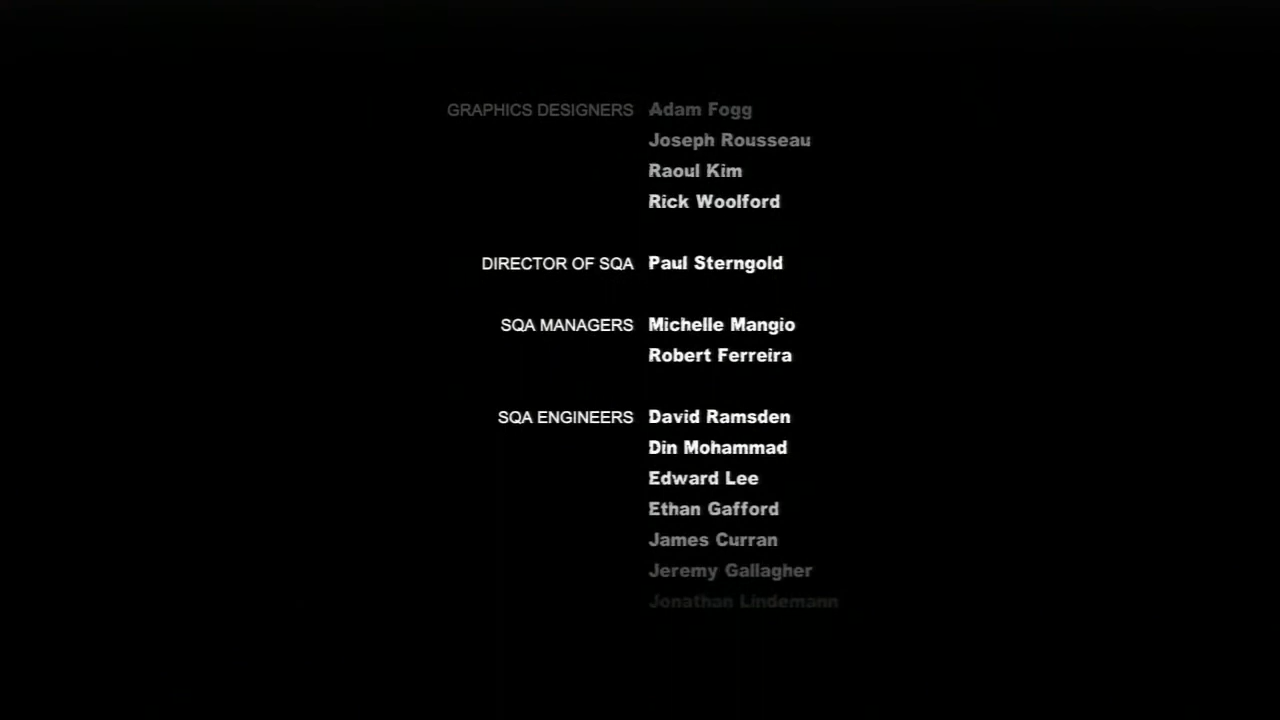 GRAPHICS DESIGNERS Adam Fogg
Joseph Rousseau
Raoul Kim
Rick Woolford
DIRECTOR OF SQA Paul Sterngold
SQA MANAGERS Michelle Mangio
Robert Ferreira
SQA ENGINEERS David Ramsden
Din Mohammad
Edward Lee
Ethan Gafford
James Curran
Jeremy Gallagher
Jonathan Lindemann